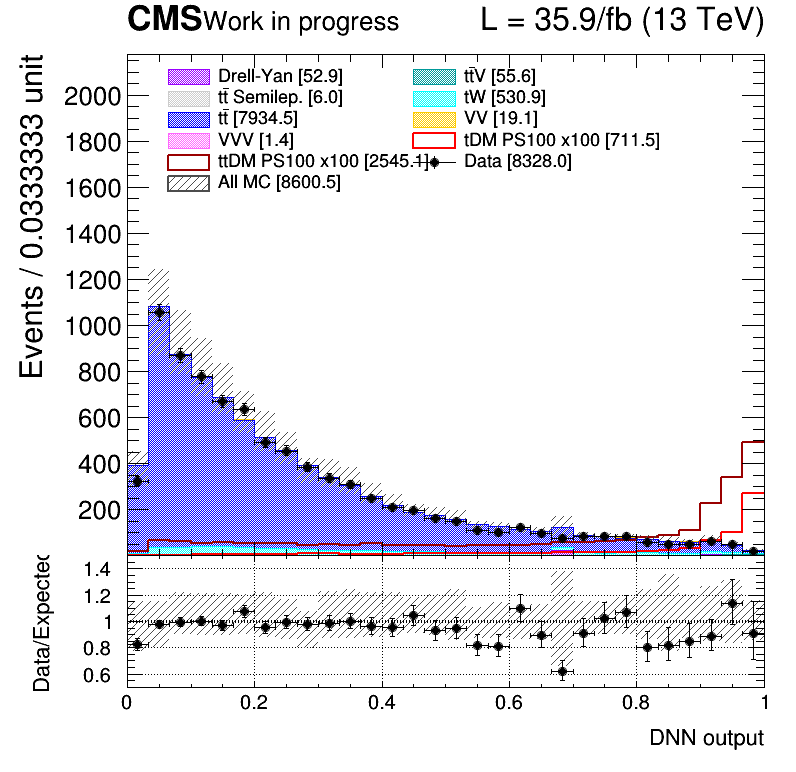 CMS Work in progress L = 35.9/fb (13 TeV)
Events / 0.0333333 unit
2000
1800
1600
1400
1200
1000
800
600
400
200
Drell-Yan [52.9]
tt̄V [55.6]
tt̄ Semilep. [6.0]
tW [530.9]
tt̄ [7934.5]
VV [19.1]
VVV [1.4]
tDM PS100 x100 [711.5]
ttDM PS100 x100 [2545.1]
Data [8328.0]
All MC [8600.5]
Data/Expected
1.4
1.2
1
0.8
0.6
0 0.2 0.4 0.6 0.8 1
DNN output